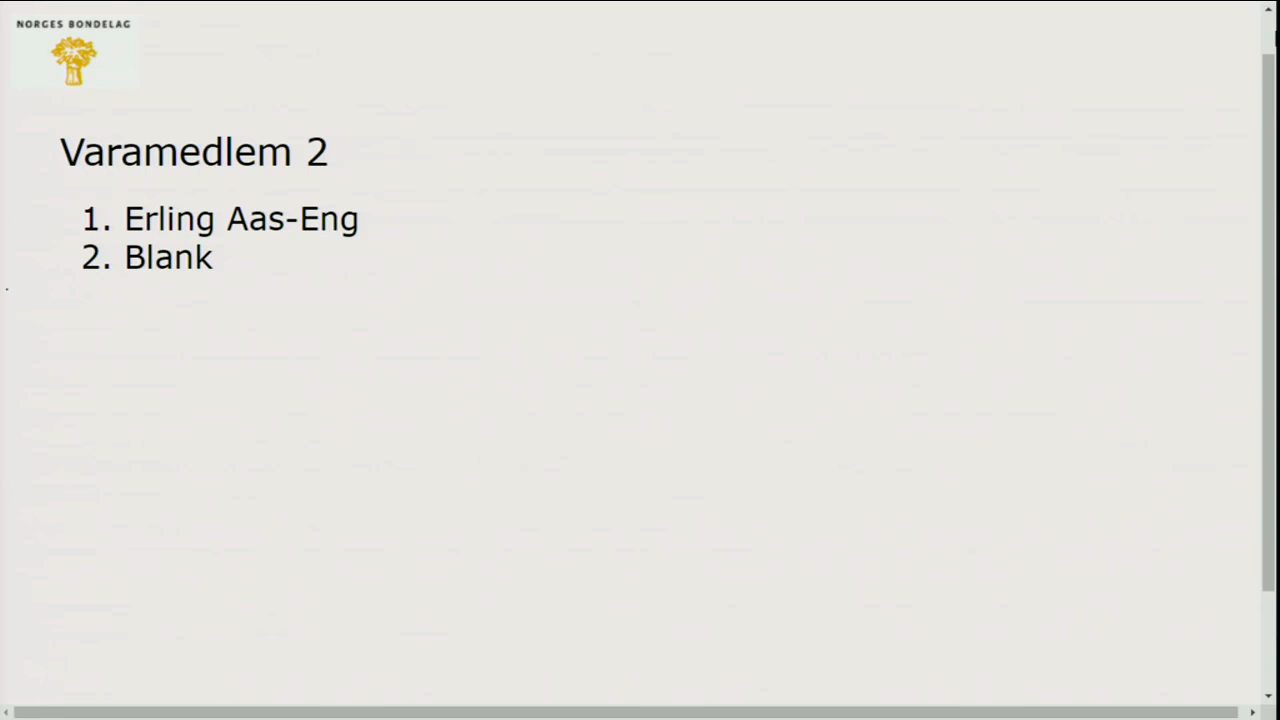 NORGES BONDELAG
Varamedlem 2
1. Erling Aas-Eng
2. Blank